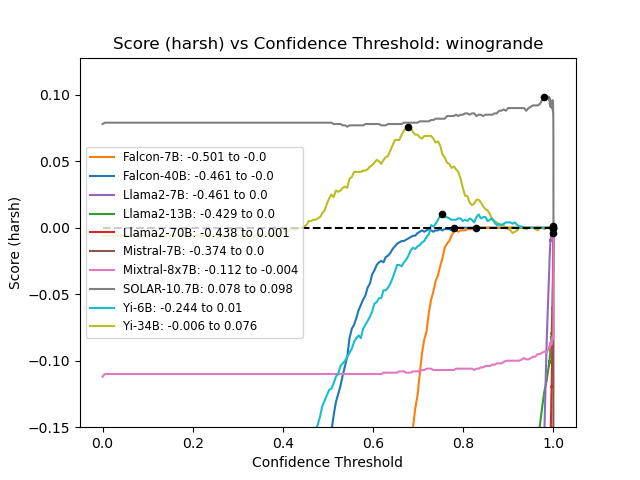 Score (harsh) vs Confidence Threshold: winogrande
Score (harsh)
0.10
0.05
0.00
−0.05
−0.10
−0.15
Falcon-7B: -0.501 to -0.0
Falcon-40B: -0.461 to -0.0
Llama2-7B: -0.461 to 0.0
Llama2-13B: -0.429 to 0.0
Llama2-70B: -0.438 to 0.001
Mistral-7B: -0.374 to 0.0
Mixtral-8x7B: -0.112 to -0.004
SOLAR-10.7B: 0.078 to 0.098
Yi-6B: -0.244 to 0.01
Yi-34B: -0.006 to 0.076
0.0 0.2 0.4 0.6 0.8 1.0
Confidence Threshold